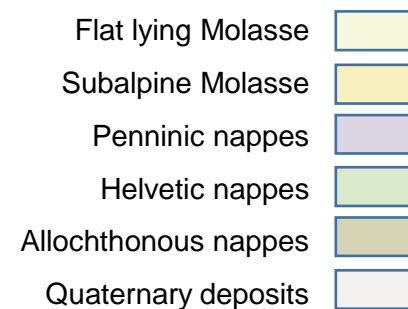 Flat lying Molasse
Subalpine Molasse
Penninic nappes
Helvetic nappes
Allochthonous nappes
Quaternary deposits